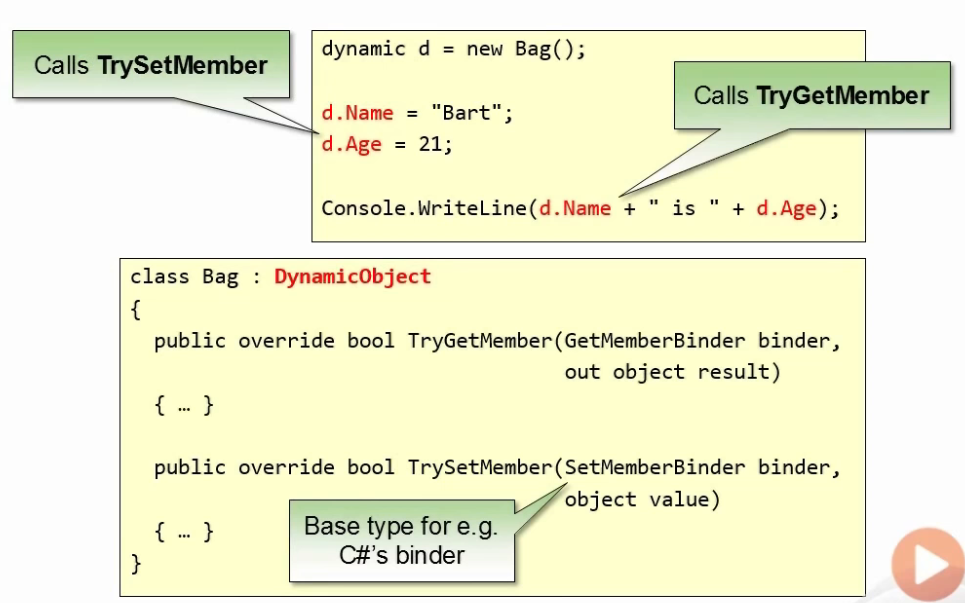 Calls TrySetMember
dynamic d = new Bag();
d.Name = "Bart";
d.Age = 21;
Calls TryGetMember
Console.WriteLine(d.Name + " is " + d.Age);
class Bag : DynamicObject
{
public override bool TryGetMember(GetMemberBinder binder,
out object result)
{ … }
public override bool TrySetMember(SetMemberBinder binder,
object value)
{ … }
Base type for e.g.
C#'s binder
}